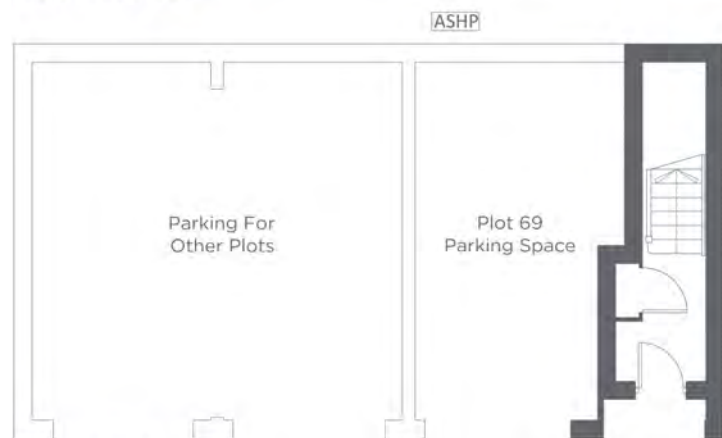 ASHP
Parking For
Other Plots
Plot 69
Parking Space